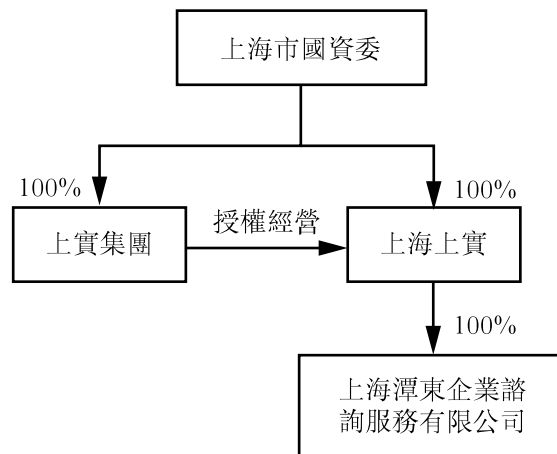 上海市國資委
100%
100%
上實集團
授權經營
上海上實
100%
上海潭東企業諮
詢服務有限公司